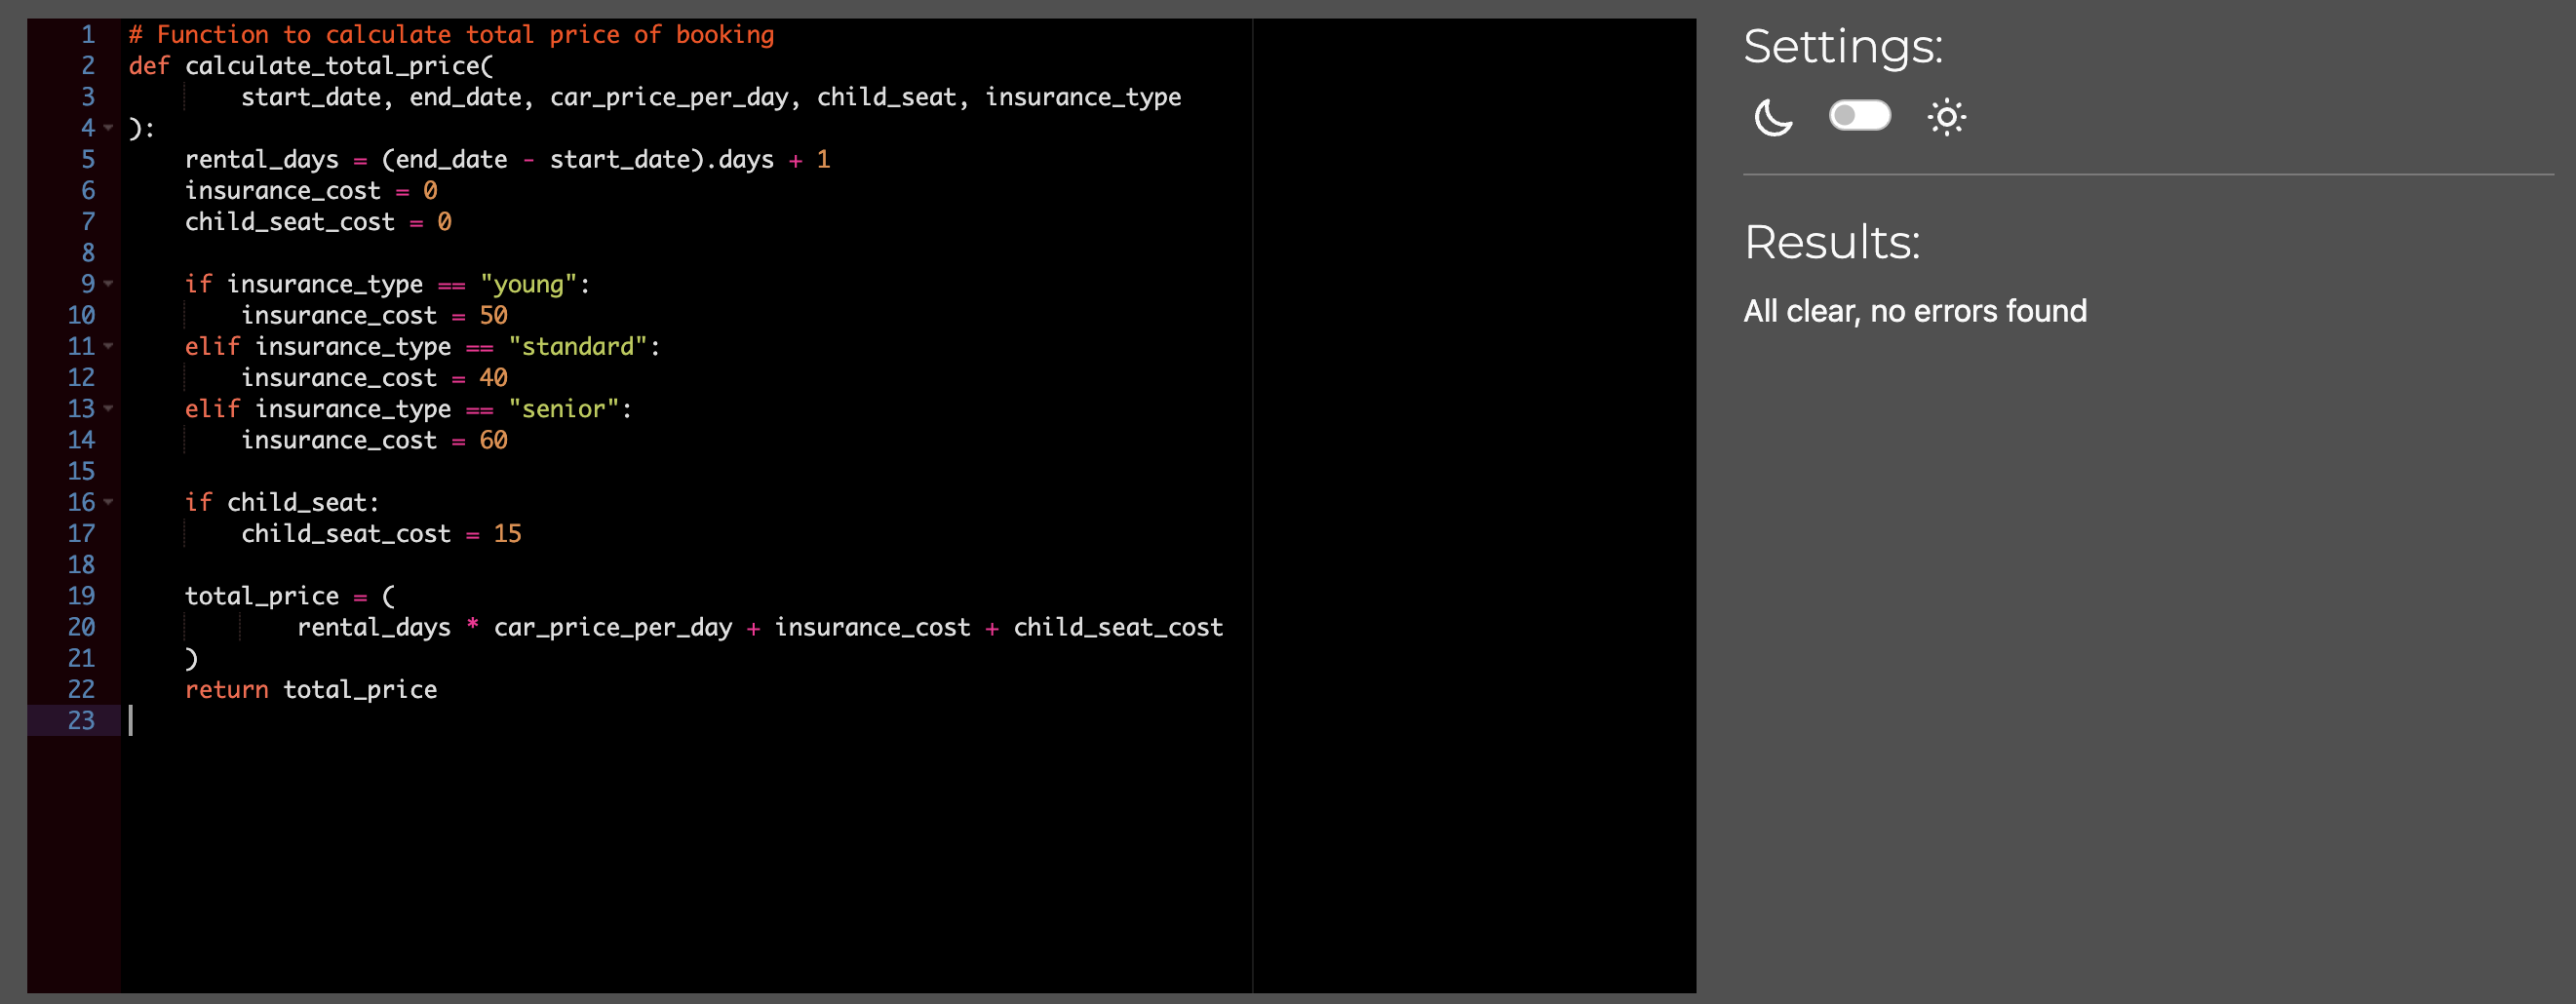 1 # Function to calculate total price of booking
2 def calculate_total_price(
3         start_date, end_date, car_price_per_day, child_seat, insurance_type
4 ):
5     rental_days = (end_date - start_date).days + 1
6     insurance_cost = 0
7     child_seat_cost = 0
8
9     if insurance_type == "young":
10         insurance_cost = 50
11     elif insurance_type == "standard":
12         insurance_cost = 40
13     elif insurance_type == "senior":
14         insurance_cost = 60
15
16     if child_seat:
17         child_seat_cost = 15
18
19     total_price = (
20             rental_days * car_price_per_day + insurance_cost + child_seat_cost
21     )
22     return total_price
23
Settings:
Results:
All clear, no errors found